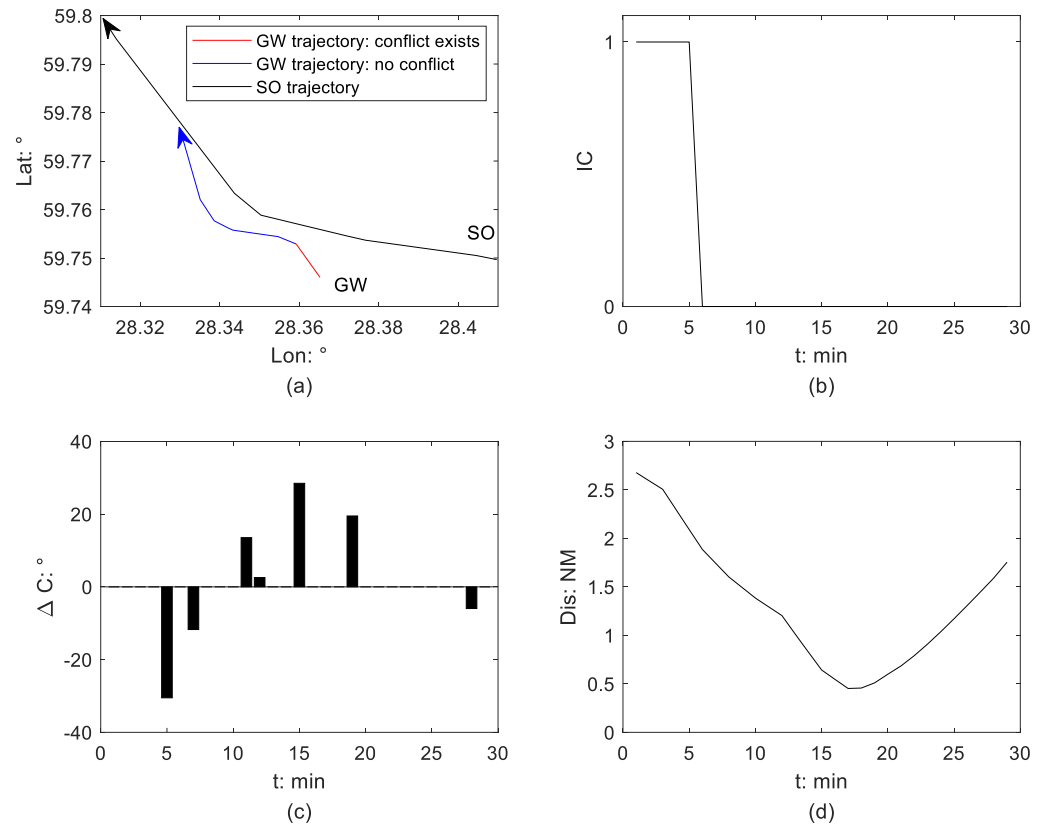 59.8
59.79
59.78
59.77
59.76
59.75
59.74
Lat: °
GW trajectory: conflict exists
GW trajectory: no conflict
SO trajectory
SO
GW
28.32 28.34 28.36 28.38 28.4
Lon: °
(a)
1
0
IC
0 5 10 15 20 25 30
t: min
(b)
40
20
0
-20
-40
Δ C: °
0 5 10 15 20 25 30
t: min
(c)
3
2.5
2
1.5
1
0.5
0
Dis: NM
0 5 10 15 20 25 30
t: min
(d)